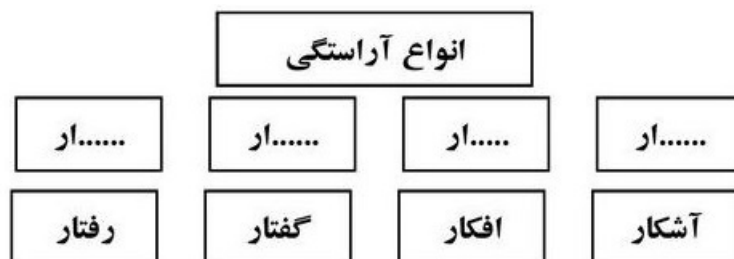 انواع آراستگی
......ار ......ار .....ار ......ار
آشکار افکار گفتار رفتار